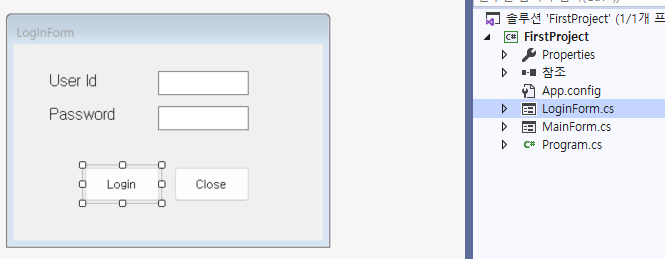 LoginForm
User Id
Password
Login
Close
솔루션 'FirstProject' (1/1개 프
C# FirstProject
Properties
참조
App.config
LoginForm.cs
MainForm.cs
C# Program.cs